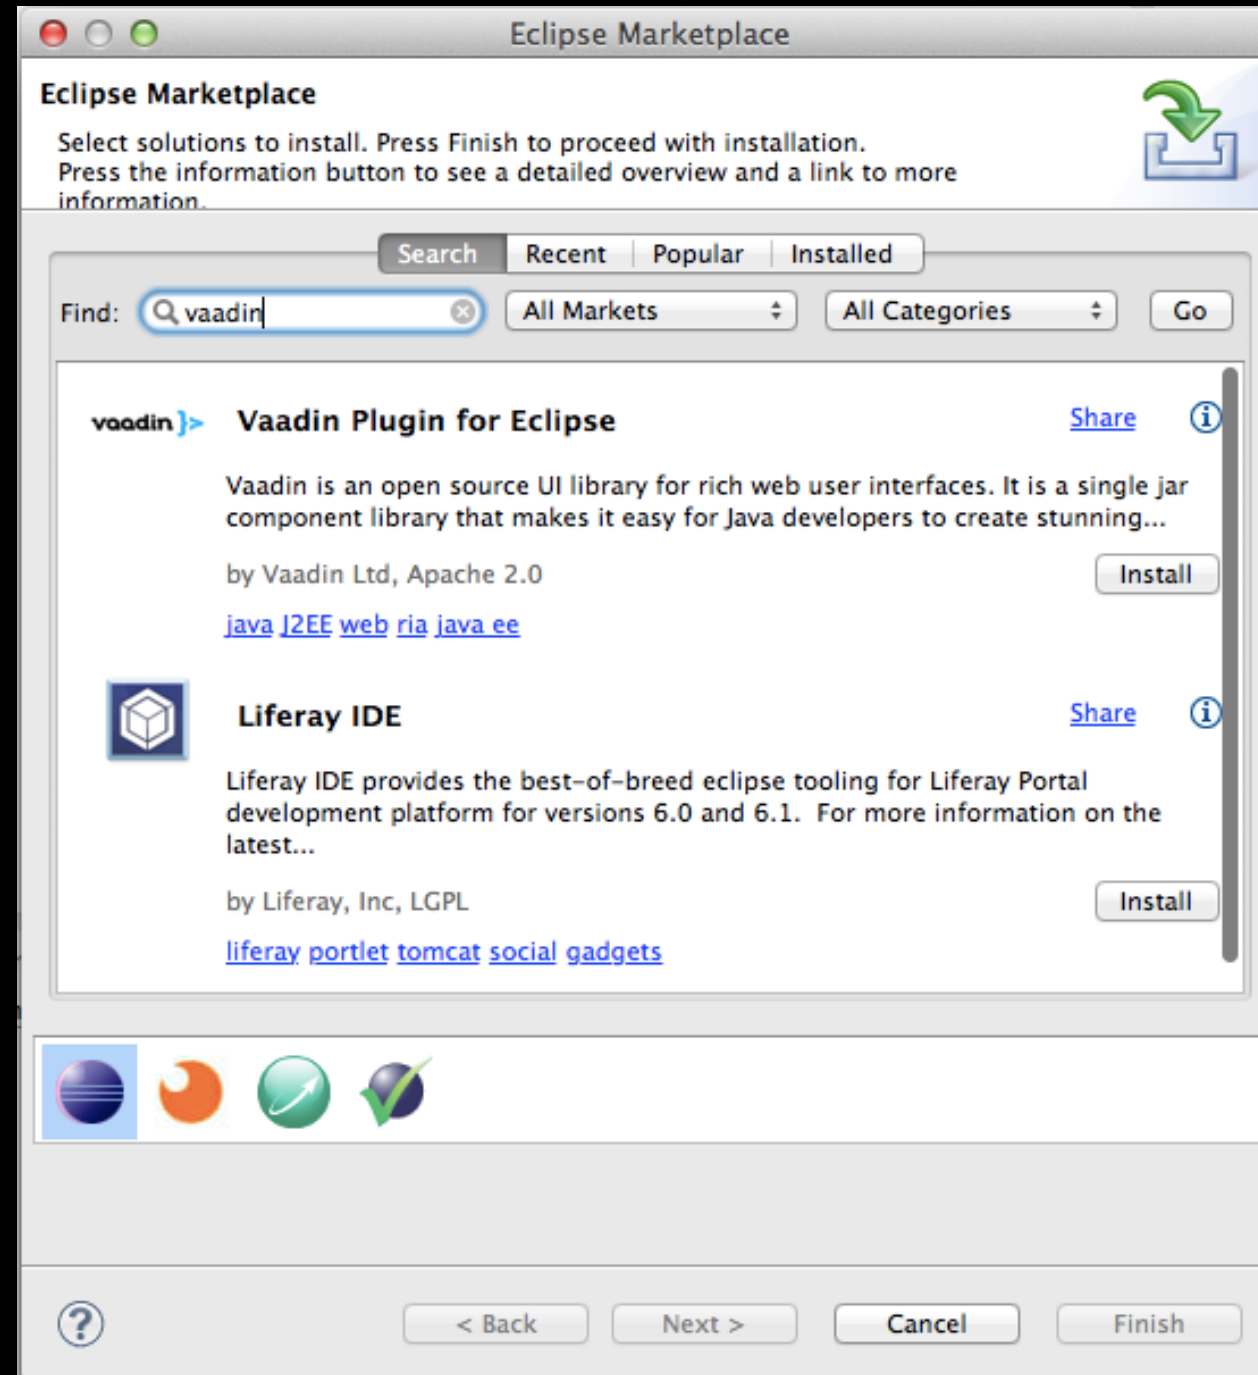 Eclipse Marketplace
Eclipse Marketplace
Select solutions to install. Press Finish to proceed with installation.
Press the information button to see a detailed overview and a link to more
information.
Search Recent Popular Installed
Find: vaadin All Markets All Categories Go
vaadin }> Vaadin Plugin for Eclipse Share
Vaadin is an open source UI library for rich web user interfaces. It is a single jar
component library that makes it easy for Java developers to create stunning...
by Vaadin Ltd, Apache 2.0 Install
java J2EE web ria java ee
Liferay IDE Share
Liferay IDE provides the best-of-breed eclipse tooling for Liferay Portal
development platform for versions 6.0 and 6.1. For more information on the
latest...
by Liferay, Inc, LGPL Install
liferay portlet tomcat social gadgets
< Back Next > Cancel Finish